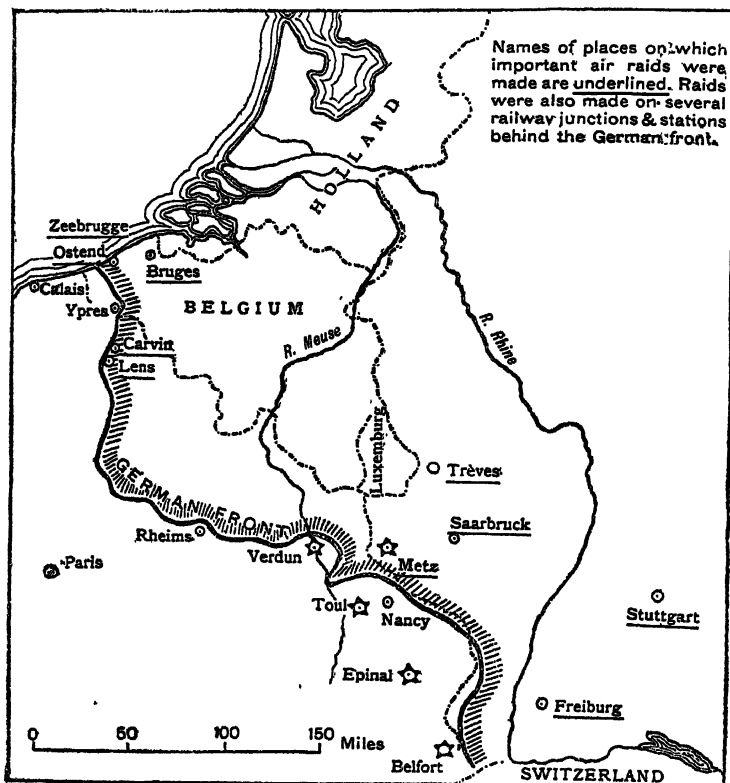 Names of places on which
important air raids were
made are underlined. Raids
were also made on several
railway junctions & stations
behind the German front.
HOLLAND
Zeebrugge
Ostend
Bruges
Calais
Ypres
BELGIUM
R. Meuse
R. Rhine
Carvin
Lens
Luxemburg
Trèves
GERMAN FRONT
Rheims
Verdun
Saarbruck
Metz
Paris
Toul
Nancy
Stuttgart
Epinal
Freiburg
0 50 100 150 Miles
Belfort
SWITZERLAND